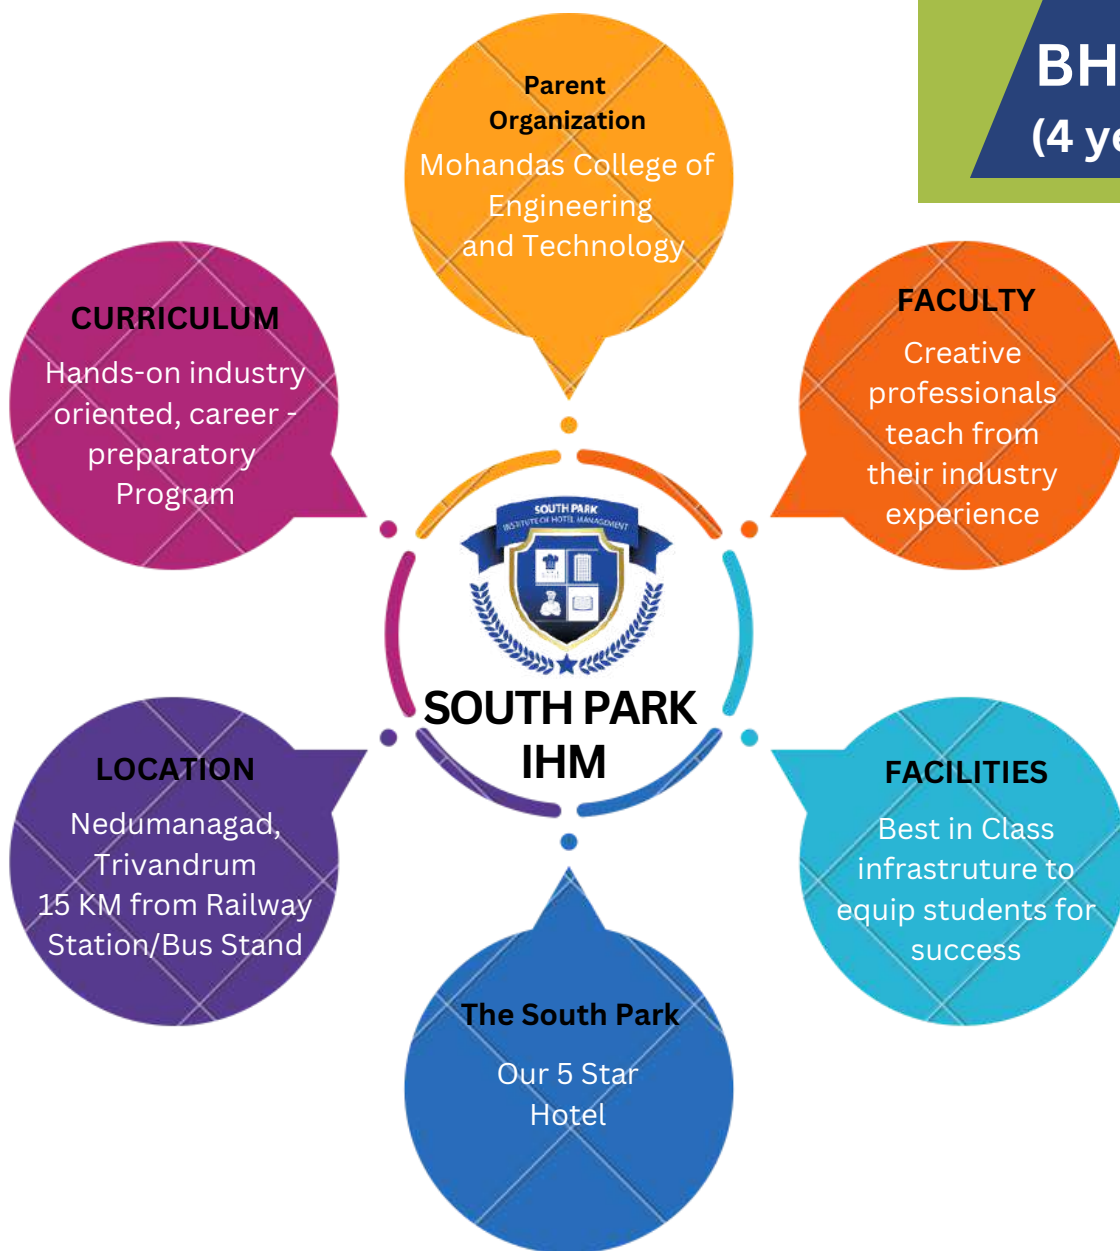 BH
(4 ye
Parent
Organization
Mohandas College of
Engineering
and Technology
CURRICULUM
Hands-on industry
oriented, career -
preparatory
Program
FACULTY
Creative
professionals
teach from
their industry
experience
SOUTH PARK
INSTITUTE OF HOTEL MANAGEMENT
SOUTH PARK
IHM
LOCATION
Nedumanagad,
Trivandrum
15 KM from Railway
Station/Bus Stand
FACILITIES
Best in Class
infrastruture to
equip students for
success
The South Park
Our 5 Star
Hotel